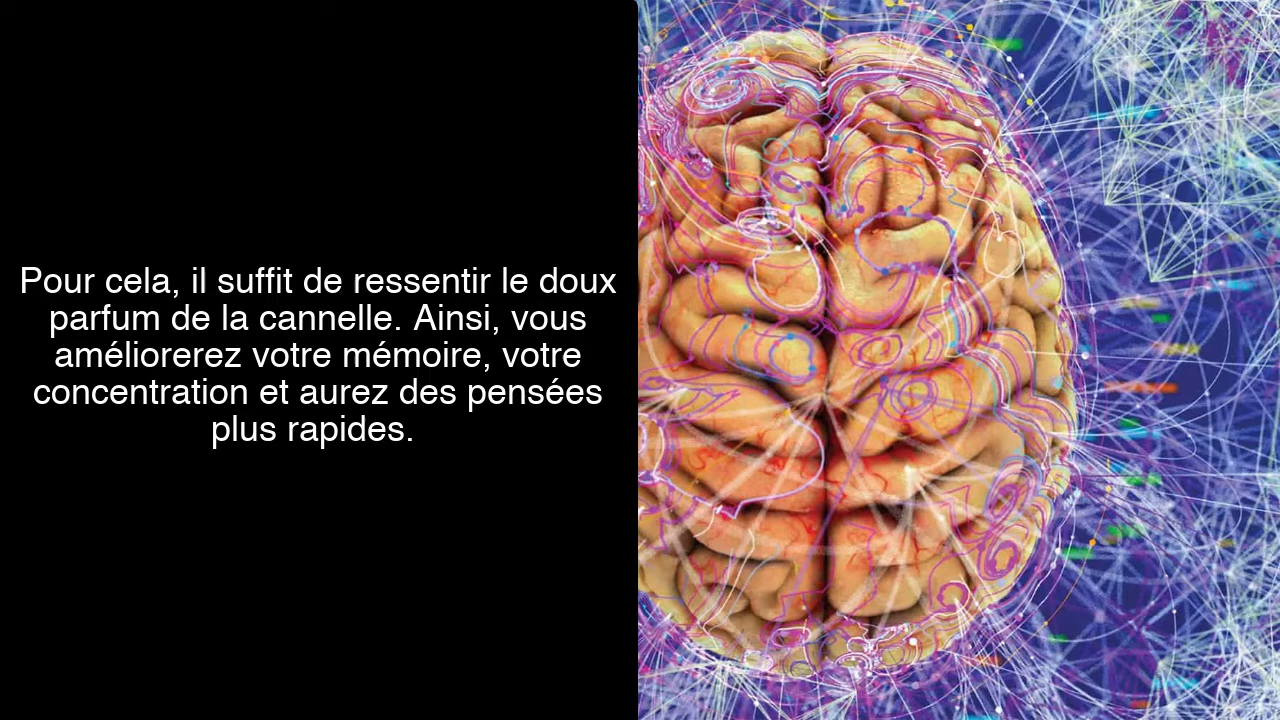 Pour cela, il suffit de ressentir le doux
parfum de la cannelle. Ainsi, vous
améliorerez votre mémoire, votre
concentration et aurez des pensées
plus rapides.